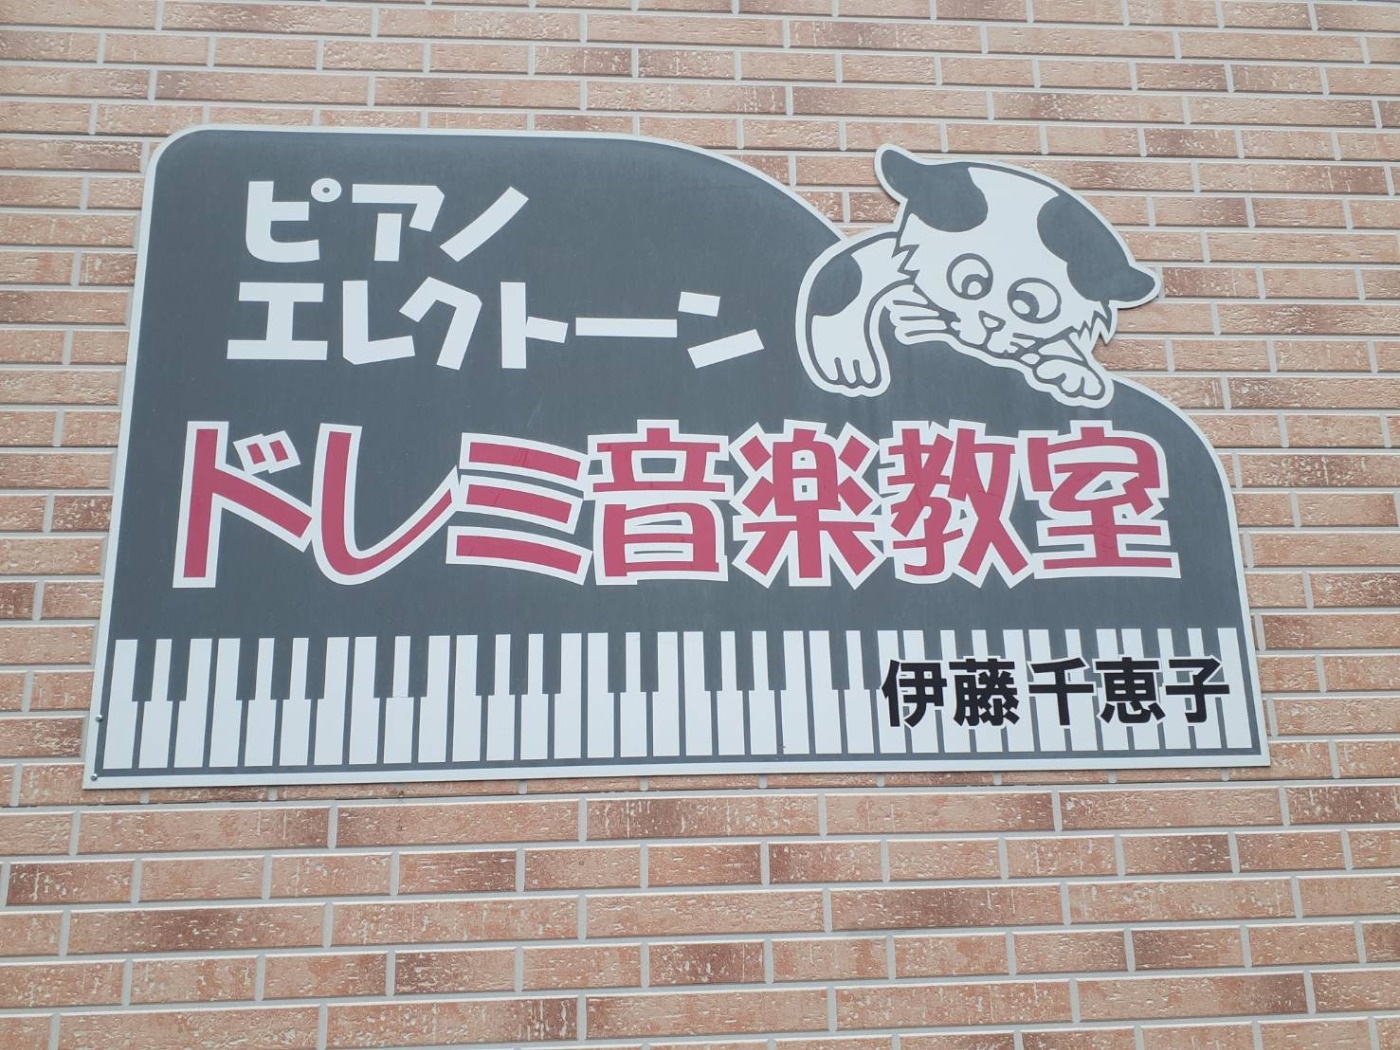 ピアノ
エレクトーン
ドレミ音楽教室
伊藤千恵子